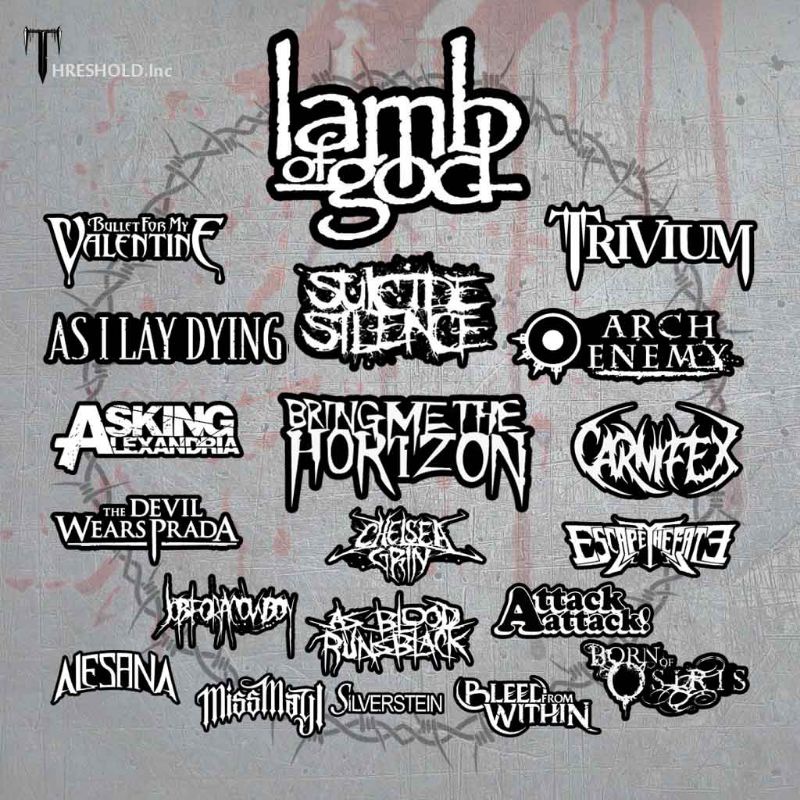 THRESHOLD.Inc
lamb
of god
BULLET FOR MY
VALENTINE
TRIVIUM
SUICIDE
SILENCE
AS I LAY DYING
ARCH
ENEMY
ASKING
ALEXANDRIA
BRING ME THE
HORIZON
CARNIFEX
THE DEVIL
WEARS PRADA
CHELSEA
GRIN
ESCAPE THE FATE
JOB FOR A COWBOY
AS BLOOD
RUNS BLACK
Attack
attack!
ALESANA
MISS MAY I
SILVERSTEIN
BLEED FROM
WITHIN
BORN OF
OSIRIS